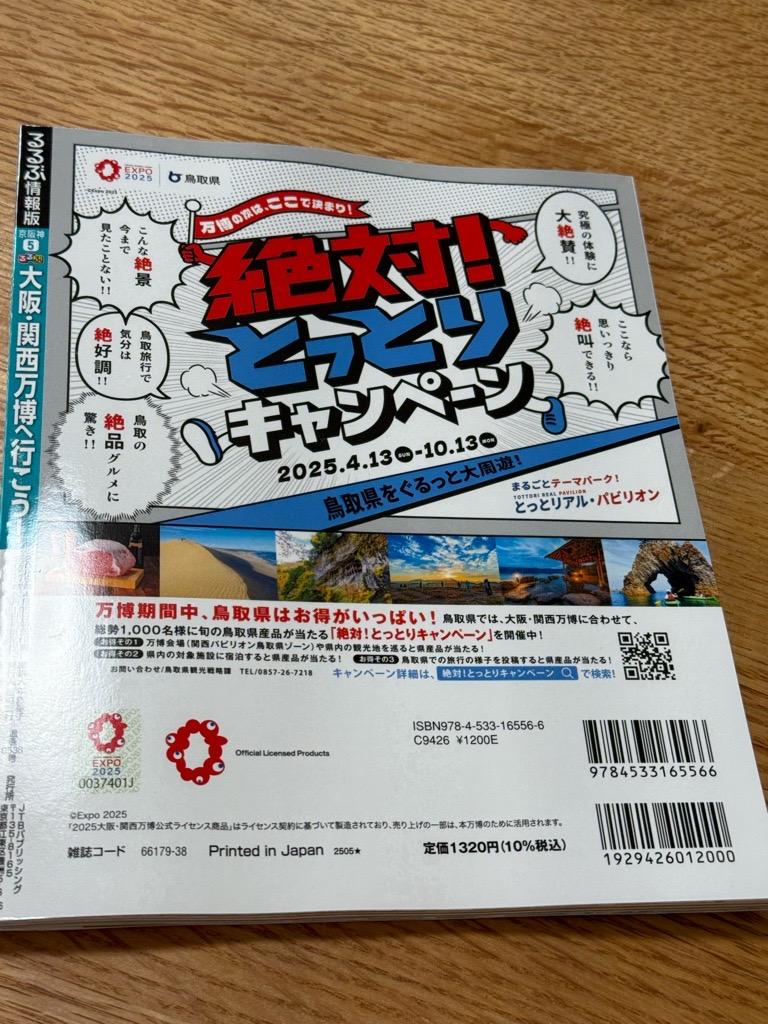 るるぶ情報版
京阪神
5
るるぶ
大阪・関西万博へ行こう
EXPO
2025
©Expo 2025
鳥取県
万博の次は、ここで決まり!
絶対!
とっとり
キャンペーン
2025.4.13 SUN -10.13 MON
こんな絶景
今まで
見たことない!!
鳥取旅行で
気分は
絶好調!!
鳥取の
絶品グルメに
驚き!!
究極の体験に
大絶賛!!
ここなら
思いっきり
絶叫できる!!
鳥取県をぐるっと大周遊!
まるごとテーマパーク!
TOTTORI REAL PAVILION
とっとリアル・パビリオン
万博期間中、鳥取県はお得がいっぱい! 鳥取県では、大阪・関西万博に合わせて、
総勢1,000名様に旬の鳥取県産品が当たる「絶対!とっとりキャンペーン」を開催中!
お得その1 万博会場(関西パビリオン鳥取県ゾーン)や県内の観光地を巡ると県産品が当たる!
お得その2 県内の対象施設に宿泊すると県産品が当たる! お得その3 鳥取県での旅行の様子を投稿すると県産品が当たる!
お問い合わせ/鳥取県観光戦略課 TEL/0857-26-7218 キャンペーン詳細は、 絶対!とっとりキャンペーン で検索!
EXPO
2025
0037401J
Official Licensed Products
ISBN978-4-533-16556-6
C9426 ¥1200E
9784533165566
©Expo 2025
「2025大阪・関西万博公式ライセンス商品」はライセンス契約に基づいて製造されており、売り上げの一部は、本万博のために活用されます。
雑誌コード 66179-38 Printed in Japan 2505★ 定価1320円(10%税込)
1929426012000
発行所
JTBパブリッシング
〒135-8165